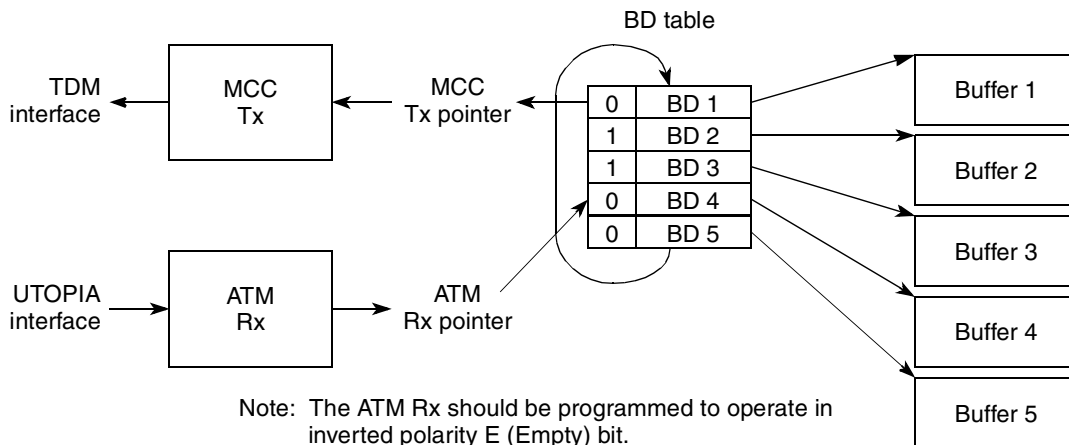 BD table
TDM
interface
MCC
Tx
MCC
Tx pointer
0 BD 1
1 BD 2
1 BD 3
0 BD 4
0 BD 5
Buffer 1
Buffer 2
Buffer 3
Buffer 4
Buffer 5
UTOPIA
interface
ATM
Rx
ATM
Rx pointer
Note: The ATM Rx should be programmed to operate in
inverted polarity E (Empty) bit.